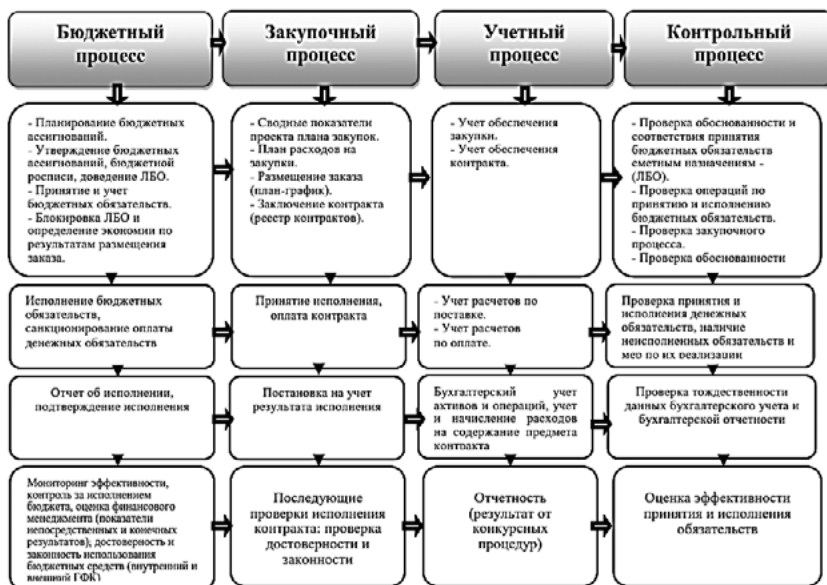 Бюджетный
процесс
Закупочный
процесс
Учетный
процесс
Контрольный
процесс
- Планирование бюджетных
ассигнований.
- Утверждение бюджетных
ассигнований, бюджетной
росписи, доведение ЛБО.
- Принятие и учет
бюджетных обязательств.
- Блокировка ЛБО и
определение экономии по
результатам размещения
заказа.
- Сводные показатели
проекта плана закупок.
- План расходов на
закупки.
- Размещение заказа
(план-график).
- Заключение контракта
(реестр контрактов).
- Учет обеспечения
закупки.
- Учет обеспечения
контракта.
- Проверка обоснованности и
соответствия принятия
бюджетных обязательств
сметным назначениям -
(ЛБО).
- Проверка операций по
принятию и исполнению
бюджетных обязательств.
- Проверка закупочного
процесса.
- Проверка обоснованности
Исполнение бюджетных
обязательств,
санкционирование оплаты
денежных обязательств
Принятие исполнения,
оплата контракта
- Учет расчетов по
поставке.
- Учет расчетов
по оплате.
Проверка принятия и
исполнения денежных
обязательств, наличие
неисполненных обязательств и
мер по их реализации
Отчет об исполнении,
подтверждение исполнения
Постановка на учет
результата исполнения
Бухгалтерский учет
активов и операций, учет
и начисление расходов
на содержание предмета
контракта
Проверка тождественности
данных бухгалтерского учета и
бухгалтерской отчетности
Мониторинг эффективности,
контроль за исполнением
бюджета, оценка финансового
менеджмента (показатели
непосредственных и конечных
результатов); достоверность и
законность использования
бюджетных средств (внутренний и
внешний ГФК)
Последующие
проверки исполнения
контракта: проверка
достоверности и
законности
Отчетность
(результат от
конкурсных
процедур)
Оценка эффективности
принятия и исполнения
обязательств